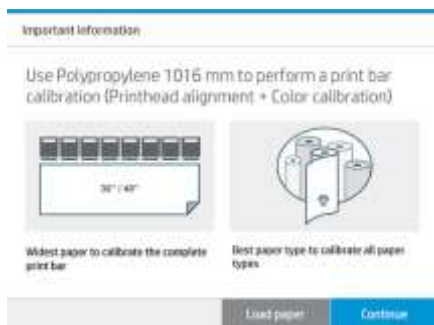 Important Information
Use Polypropylene 1016 mm to perform a print bar
calibration (Printhead alignment + Color calibration)
36" / 40"
Widest paper to calibrate the complete
print bar
Best paper type to calibrate all paper
types
Load paper
Continue